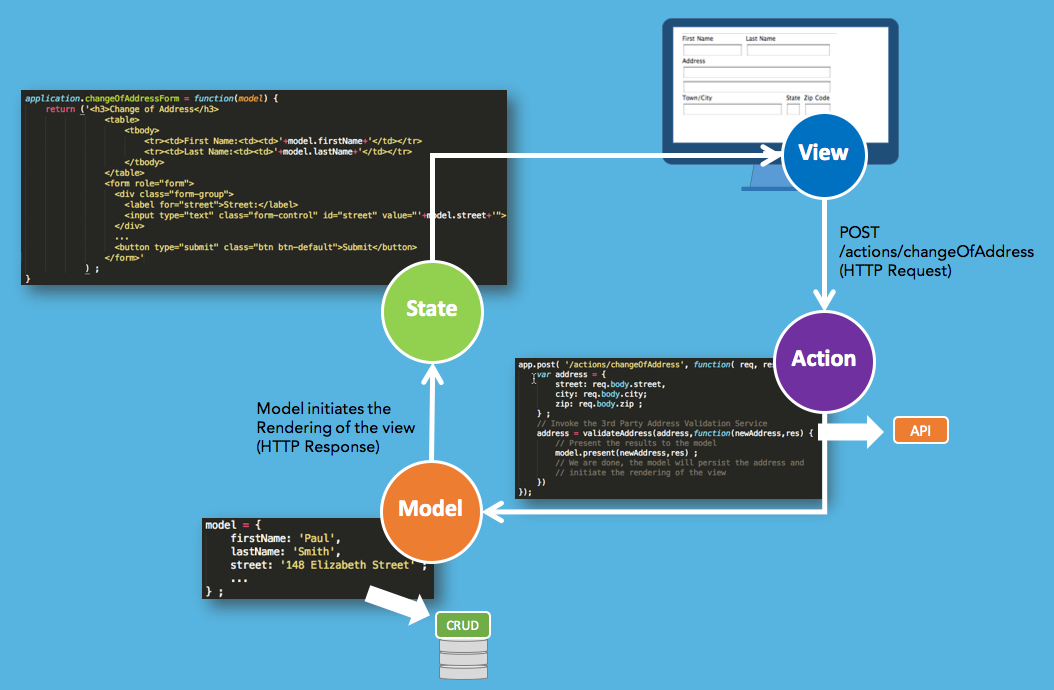 First Name Last Name
Address
Town/City State Zip Code
View
application.changeOfAddressForm = function(model) {
return ('<h3>Change of Address</h3>
<table>
<tbody>
<tr><td>First Name:<td><td>'+model.firstName+'</td></tr>
<tr><td>Last Name:<td><td>'+model.lastName+'</td></tr>
</tbody>
</table>
<form role="form">
<div class="form-group">
<label for="street">Street:</label>
<input type="text" class="form-control" id="street" value="'+model.street+'">
</div>
...
<button type="submit" class="btn btn-default">Submit</button>
</form>'
) ;
}
POST
/actions/changeOfAddress
(HTTP Request)
State
Action
app.post( '/actions/changeOfAddress', function( req, re
var address = {
street: req.body.street,
city: req.body.city;
zip: req.body.zip ;
} ;
// Invoke the 3rd Party Address Validation Service
address = validateAddress(address,function(newAddress,res) {
// Present the results to the model
model.present(newAddress,res) ;
// We are done, the model will persist the address and
// initiate the rendering of the view
})
});
API
Model initiates the
Rendering of the view
(HTTP Response)
Model
model = {
firstName: 'Paul',
lastName: 'Smith',
street: '148 Elizabeth Street' ;
...
} ;
CRUD